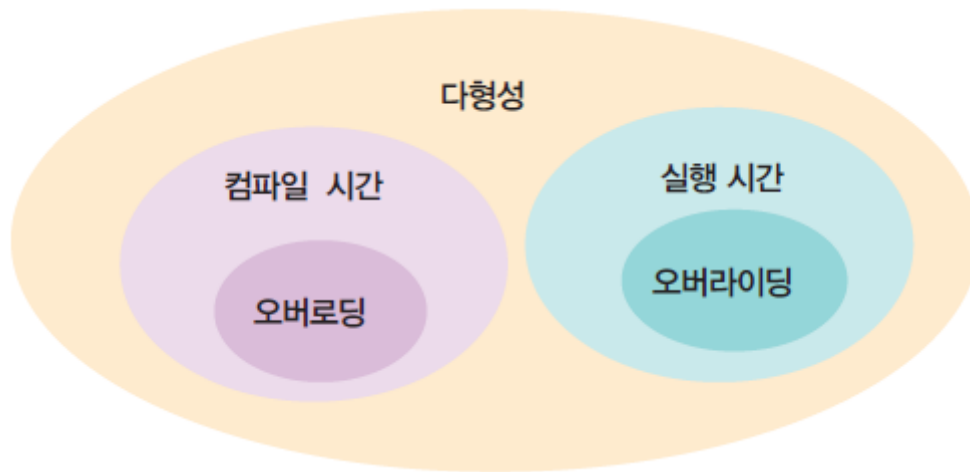 다형성
컴파일 시간
실행 시간
오버로딩
오버라이딩